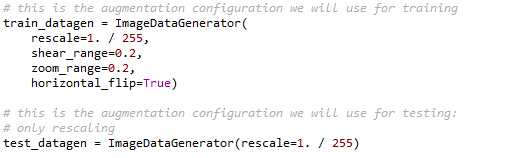 # this is the augmentation configuration we will use for training
train_datagen = ImageDataGenerator(
    rescale=1. / 255,
    shear_range=0.2,
    zoom_range=0.2,
    horizontal_flip=True)

# this is the augmentation configuration we will use for testing:
# only rescaling
test_datagen = ImageDataGenerator(rescale=1. / 255)